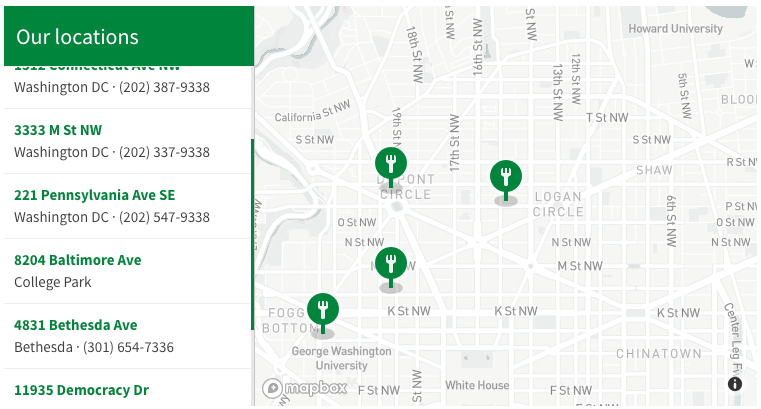 Our locations
1512 Connecticut Ave NW
Washington DC · (202) 387-9338
3333 M St NW
Washington DC · (202) 337-9338
221 Pennsylvania Ave SE
Washington DC · (202) 547-9338
8204 Baltimore Ave
College Park
4831 Bethesda Ave
Bethesda · (301) 654-7336
11935 Democracy Dr
18th St NW
St NW
16th St NW
St NW
Howard University
13th St NW
12th St NW
5th St NW
BLOO
California St NW
S St NW
19th St N
17th St NW
T St NW
S St NW
R St N
SHAW
DUPONT
CIRCLE
LOGAN
CIRCLE
6th St NW
P St NW
O St NW
O St NW
N St NW
N St NW
N St NW
M St NW
K St NW
K St NW
K St NW
FOGG
BOTTOM
George Washington
University
CHINATOWN
Center Leg Fw
White House
St NW
F St NW
F St NW
mapbox